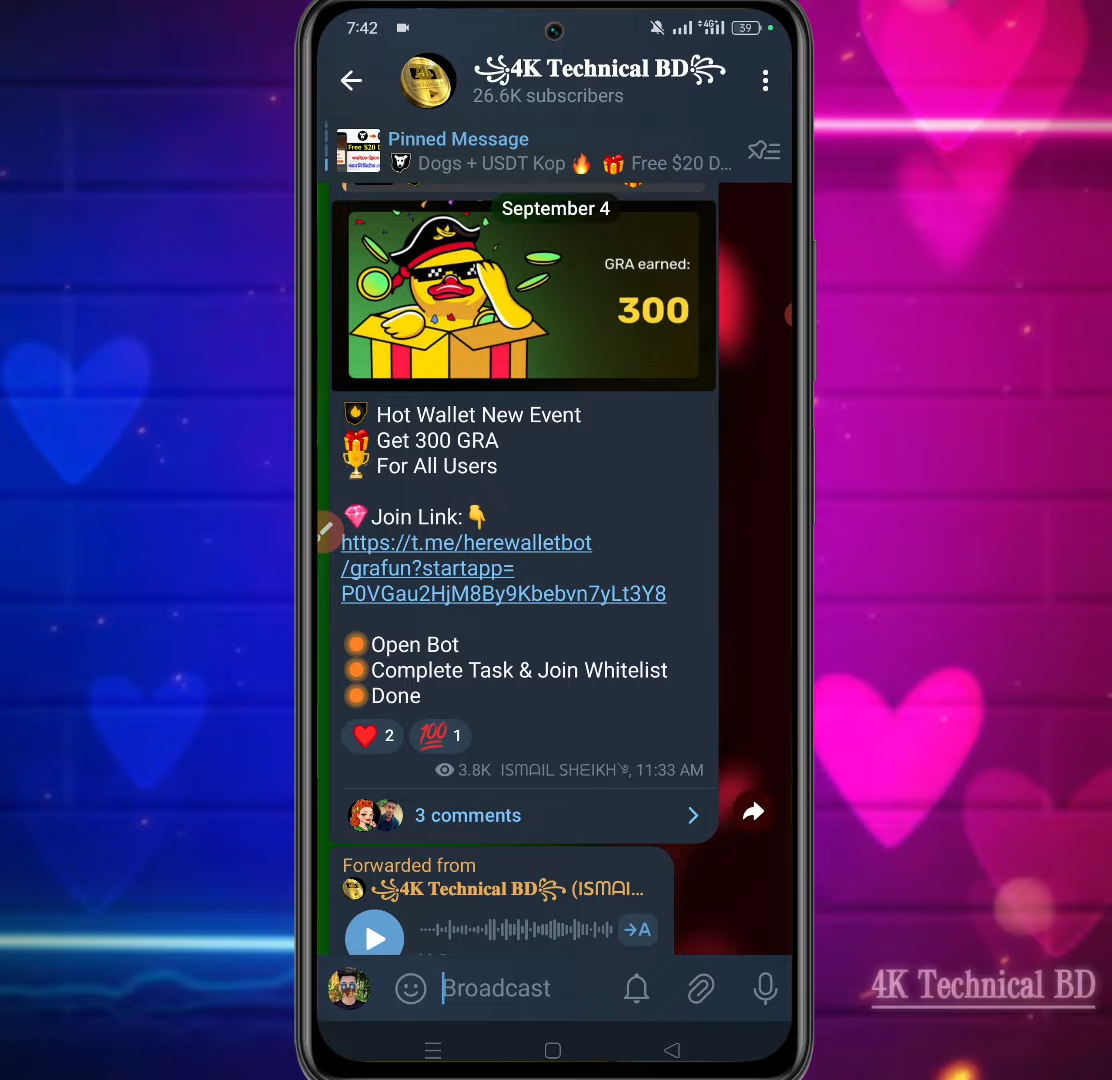 7:42
4G
39
꧁4K Technical BD꧂
26.6K subscribers
Pinned Message
Dogs + USDT Kop 🔥 🎁 Free $20 D...
September 4
GRA earned:
300
Hot Wallet New Event
Get 300 GRA
For All Users
💎Join Link:👇
https://t.me/herewalletbot
/grafun?startapp=
P0VGau2HjM8By9Kbebvn7yLt3Y8
Open Bot
Complete Task & Join Whitelist
Done
❤️ 2 💯 1
3.8K ISMAIL SHEIKH༄, 11:33 AM
3 comments
Forwarded from
꧁4K Technical BD꧂ (ISMAI...
→A
Broadcast
4K Technical BD